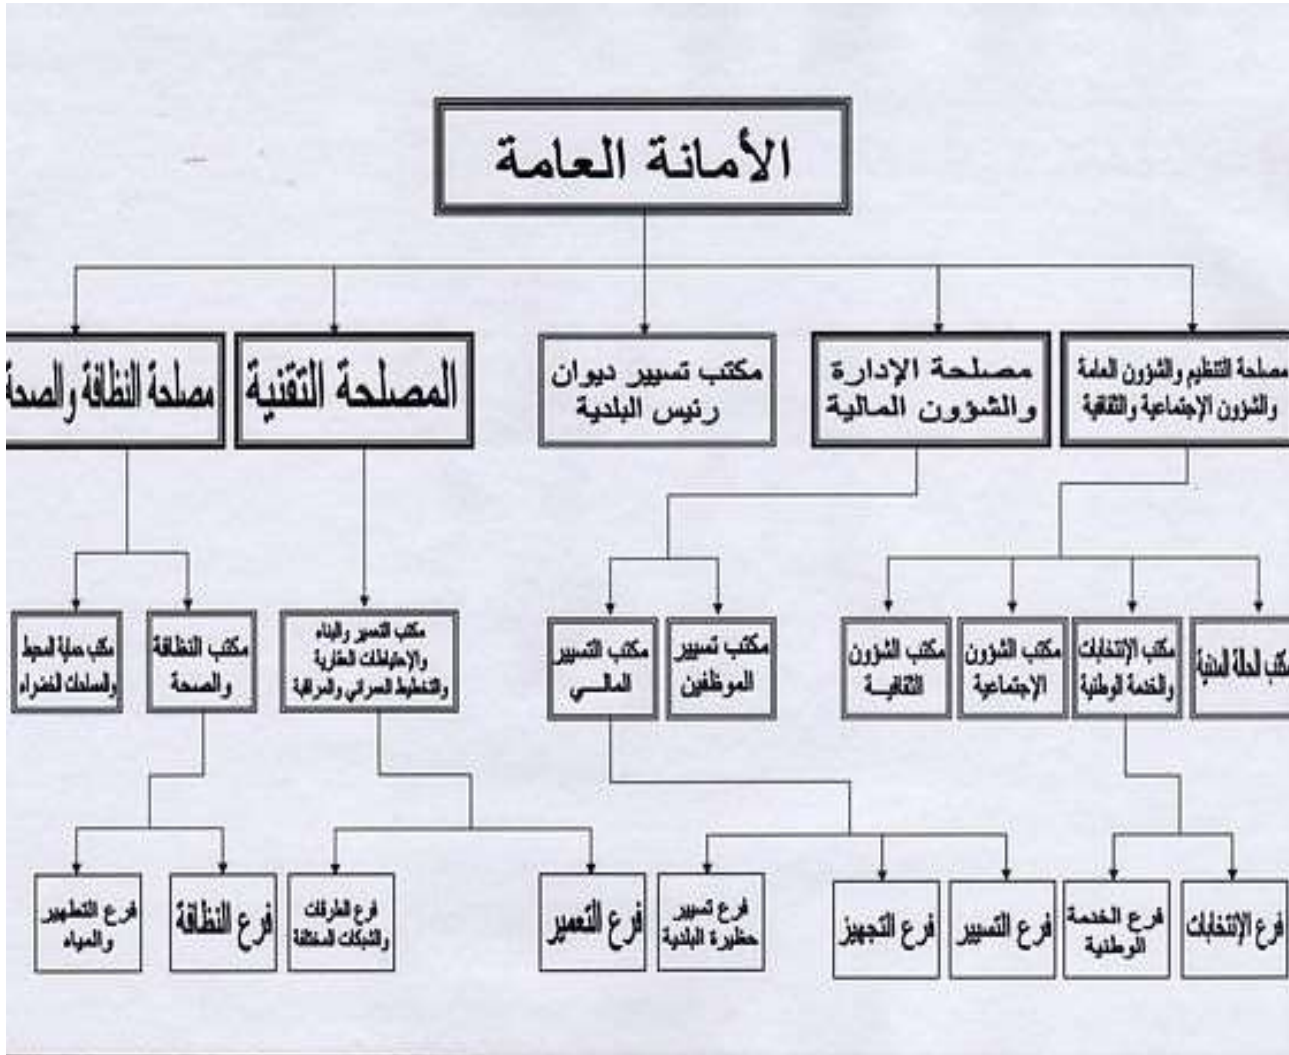 الأمانة العامة
مصلحة التنظيم والشؤون العامة
والشؤون الإجتماعية والثقافية
مصلحة الإدارة
والشؤون المالية
مكتب تسيير ديوان
رئيس البلدية
المصلحة التقنية
مصلحة النظافة والصحة
مكتب الحالة المدنية
مكتب الإنتخابات
والخدمة الوطنية
مكتب الشؤون
الإجتماعية
مكتب الشؤون
الثقافيـة
مكتب تسيير
الموظفين
مكتب التسيير
المالـــي
مكتب التعمير والبناء
والإحتياطات العقارية
والتخطيط العمراني والمراقبة
مكتب النظافة
والصحة
مكتب حماية المحيط
والمساحات الخضراء
فرع الإنتخابات
فرع الخدمة
الوطنية
فرع التسيير
فرع التجهيز
فرع تسيير
حظيرة البلدية
فرع التعمير
فرع الطرقات
والشبكات المختلفة
فرع النظافة
فرع التطهير
والمياه